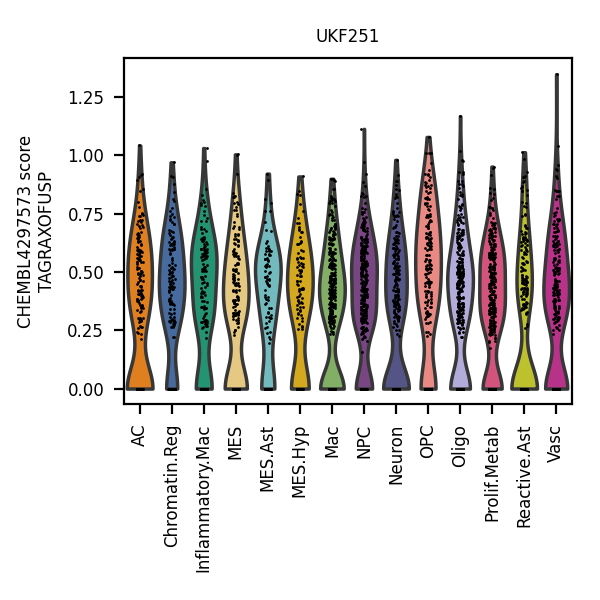 UKF251
CHEMBL4297573 score
TAGRAXOFUSP
1.25
1.00
0.75
0.50
0.25
0.00
AC
Chromatin.Reg
Inflammatory.Mac
MES
MES.Ast
MES.Hyp
Mac
NPC
Neuron
OPC
Oligo
Prolif.Metab
Reactive.Ast
Vasc